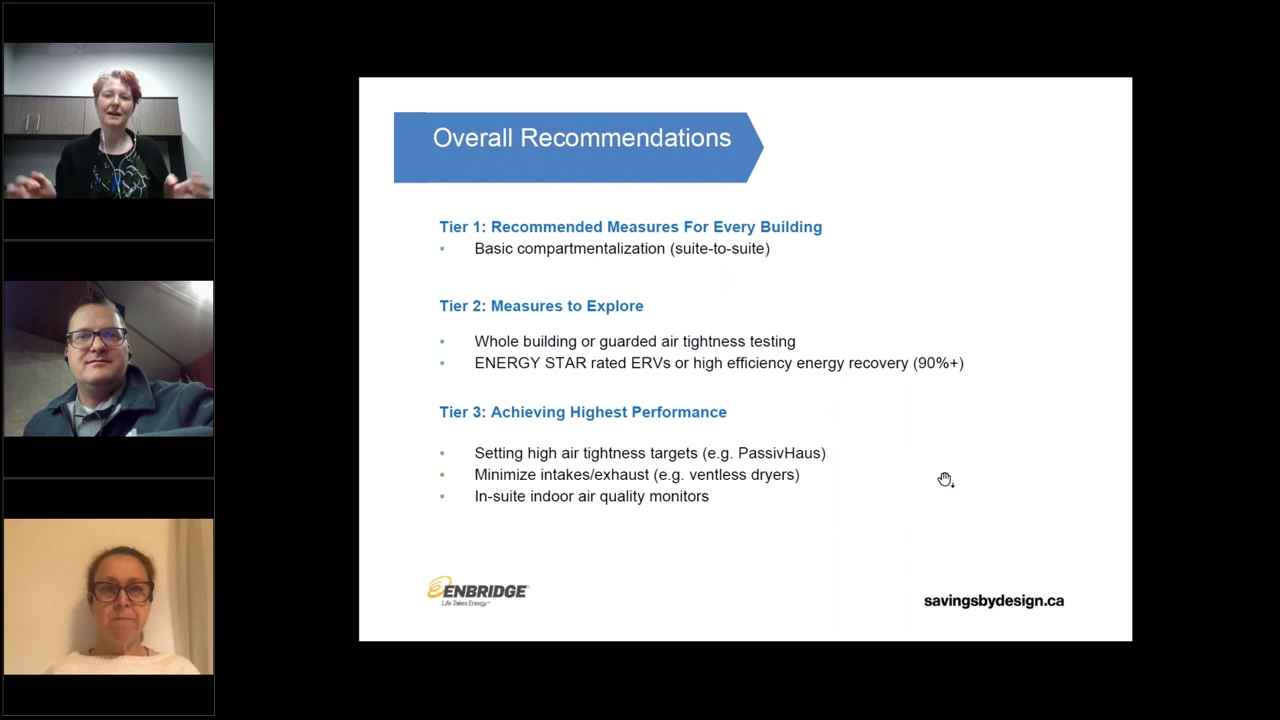 Overall Recommendations
Tier 1: Recommended Measures For Every Building
▪ Basic compartmentalization (suite-to-suite)
Tier 2: Measures to Explore
▪ Whole building or guarded air tightness testing
▪ ENERGY STAR rated ERVs or high efficiency energy recovery (90%+)
Tier 3: Achieving Highest Performance
▪ Setting high air tightness targets (e.g. PassivHaus)
▪ Minimize intakes/exhaust (e.g. ventless dryers)
▪ In-suite indoor air quality monitors
ENBRIDGE
Life Takes Energy™
savingsbydesign.ca